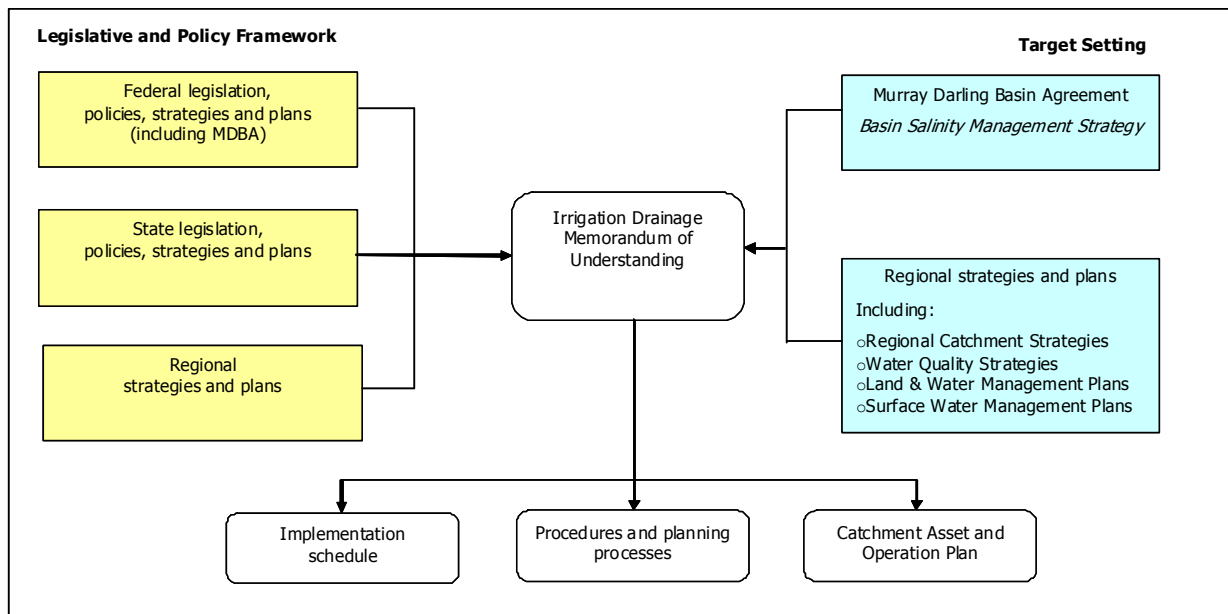 Legislative and Policy Framework
Target Setting
Federal legislation,
policies, strategies and plans
(including MDBA)
State legislation,
policies, strategies and plans
Regional
strategies and plans
Irrigation Drainage
Memorandum of
Understanding
Murray Darling Basin Agreement
Basin Salinity Management Strategy
Regional strategies and plans
Including:
oRegional Catchment Strategies
oWater Quality Strategies
oLand & Water Management Plans
oSurface Water Management Plans
Implementation
schedule
Procedures and planning
processes
Catchment Asset and
Operation Plan